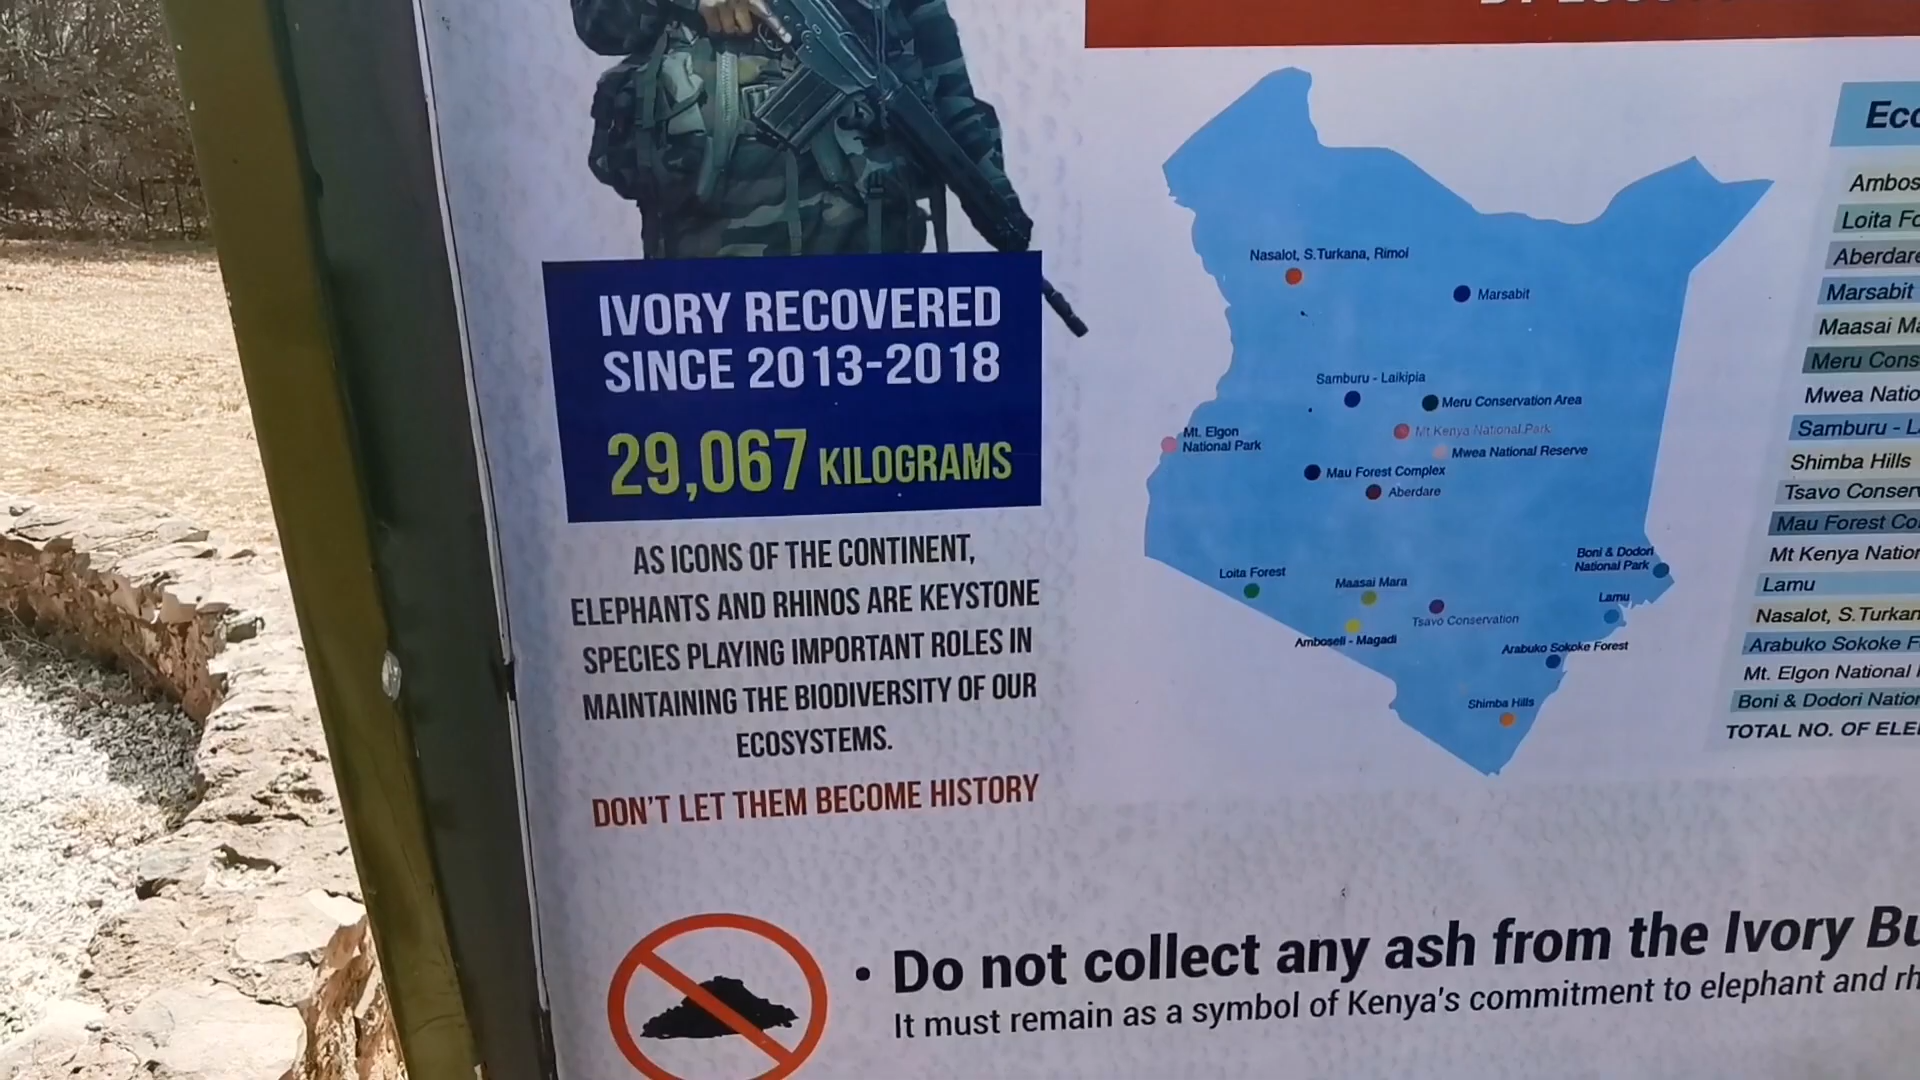 IVORY RECOVERED
SINCE 2013-2018
29,067 KILOGRAMS
AS ICONS OF THE CONTINENT,
ELEPHANTS AND RHINOS ARE KEYSTONE
SPECIES PLAYING IMPORTANT ROLES IN
MAINTAINING THE BIODIVERSITY OF OUR
ECOSYSTEMS.
DON'T LET THEM BECOME HISTORY
Nasalot, S.Turkana, Rimoi
Marsabit
Samburu - Laikipia
Meru Conservation Area
Mt Kenya National Park
Mt. Elgon
National Park
Mwea National Reserve
Mau Forest Complex
Aberdare
Boni & Dodori
National Park
Loita Forest
Maasai Mara
Lamu
Tsavo Conservation
Amboseli - Magadi
Arabuko Sokoke Forest
Shimba Hills
Eco
Ambos
Loita Fo
Aberdare
Marsabit
Maasai Ma
Meru Cons
Mwea Natio
Samburu - La
Shimba Hills
Tsavo Conserv
Mau Forest Co
Mt Kenya Nation
Lamu
Nasalot, S.Turkan
Arabuko Sokoke F
Mt. Elgon National
Boni & Dodori Nation
TOTAL NO. OF ELE
• Do not collect any ash from the Ivory Bu
It must remain as a symbol of Kenya's commitment to elephant and rh